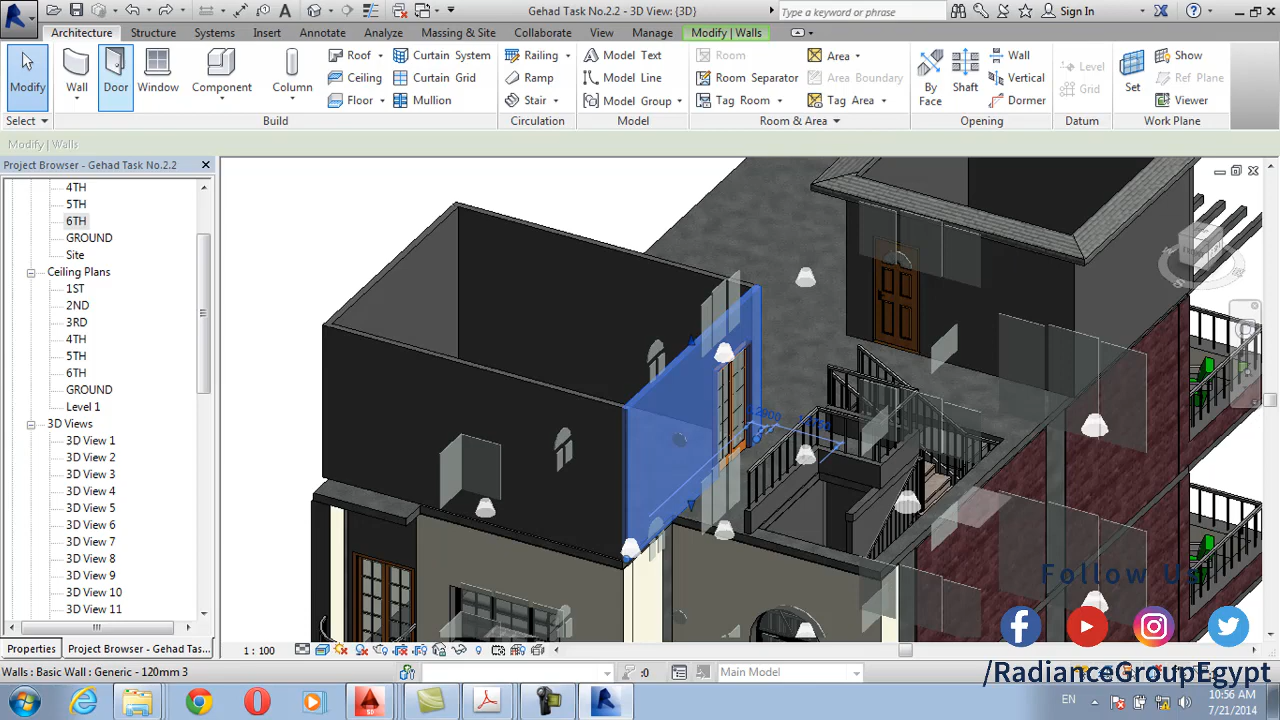 Gehad Task No.2.2 - 3D View: {3D}
Type a keyword or phrase
Sign In
Architecture
Structure
Systems
Insert
Annotate
Analyze
Massing & Site
Collaborate
View
Manage
Modify | Walls
Modify
Wall
Door
Window
Component
Column
Roof
Ceiling
Floor
Curtain System
Curtain Grid
Mullion
Railing
Ramp
Stair
Model Text
Model Line
Model Group
Room
Room Separator
Tag Room
Area
Area Boundary
Tag Area
By Face
Shaft
Wall
Vertical
Dormer
Level
Grid
Set
Show
Ref Plane
Viewer
Select
Build
Circulation
Model
Room & Area
Opening
Datum
Work Plane
Modify | Walls
Project Browser - Gehad Task No.2.2
4TH
5TH
6TH
GROUND
Site
Ceiling Plans
1ST
2ND
3RD
4TH
5TH
6TH
GROUND
Level 1
3D Views
3D View 1
3D View 2
3D View 3
3D View 4
3D View 5
3D View 6
3D View 7
3D View 8
3D View 9
3D View 10
3D View 11
Properties
Project Browser - Gehad Tas...
1 : 100
Walls : Basic Wall : Generic - 120mm 3
:0
Main Model
Follow Us
/RadianceGroupEgypt
EN
10:56 AM
7/21/2014